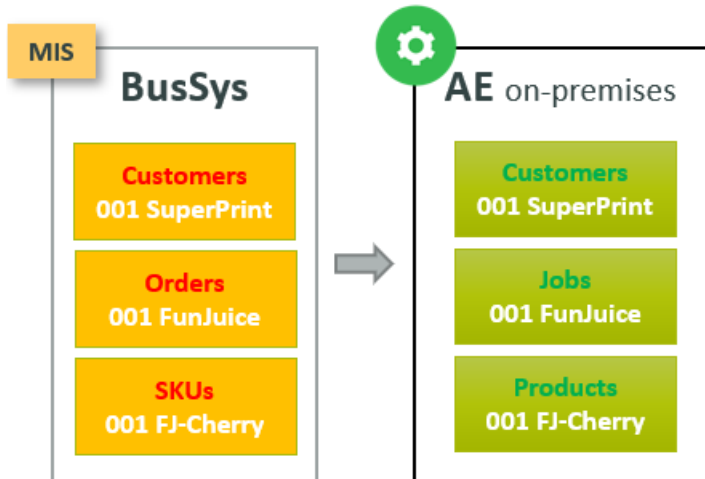 MIS
BusSys
Customers
001 SuperPrint
Orders
001 FunJuice
SKUs
001 FJ-Cherry
AE on-premises
Customers
001 SuperPrint
Jobs
001 FunJuice
Products
001 FJ-Cherry